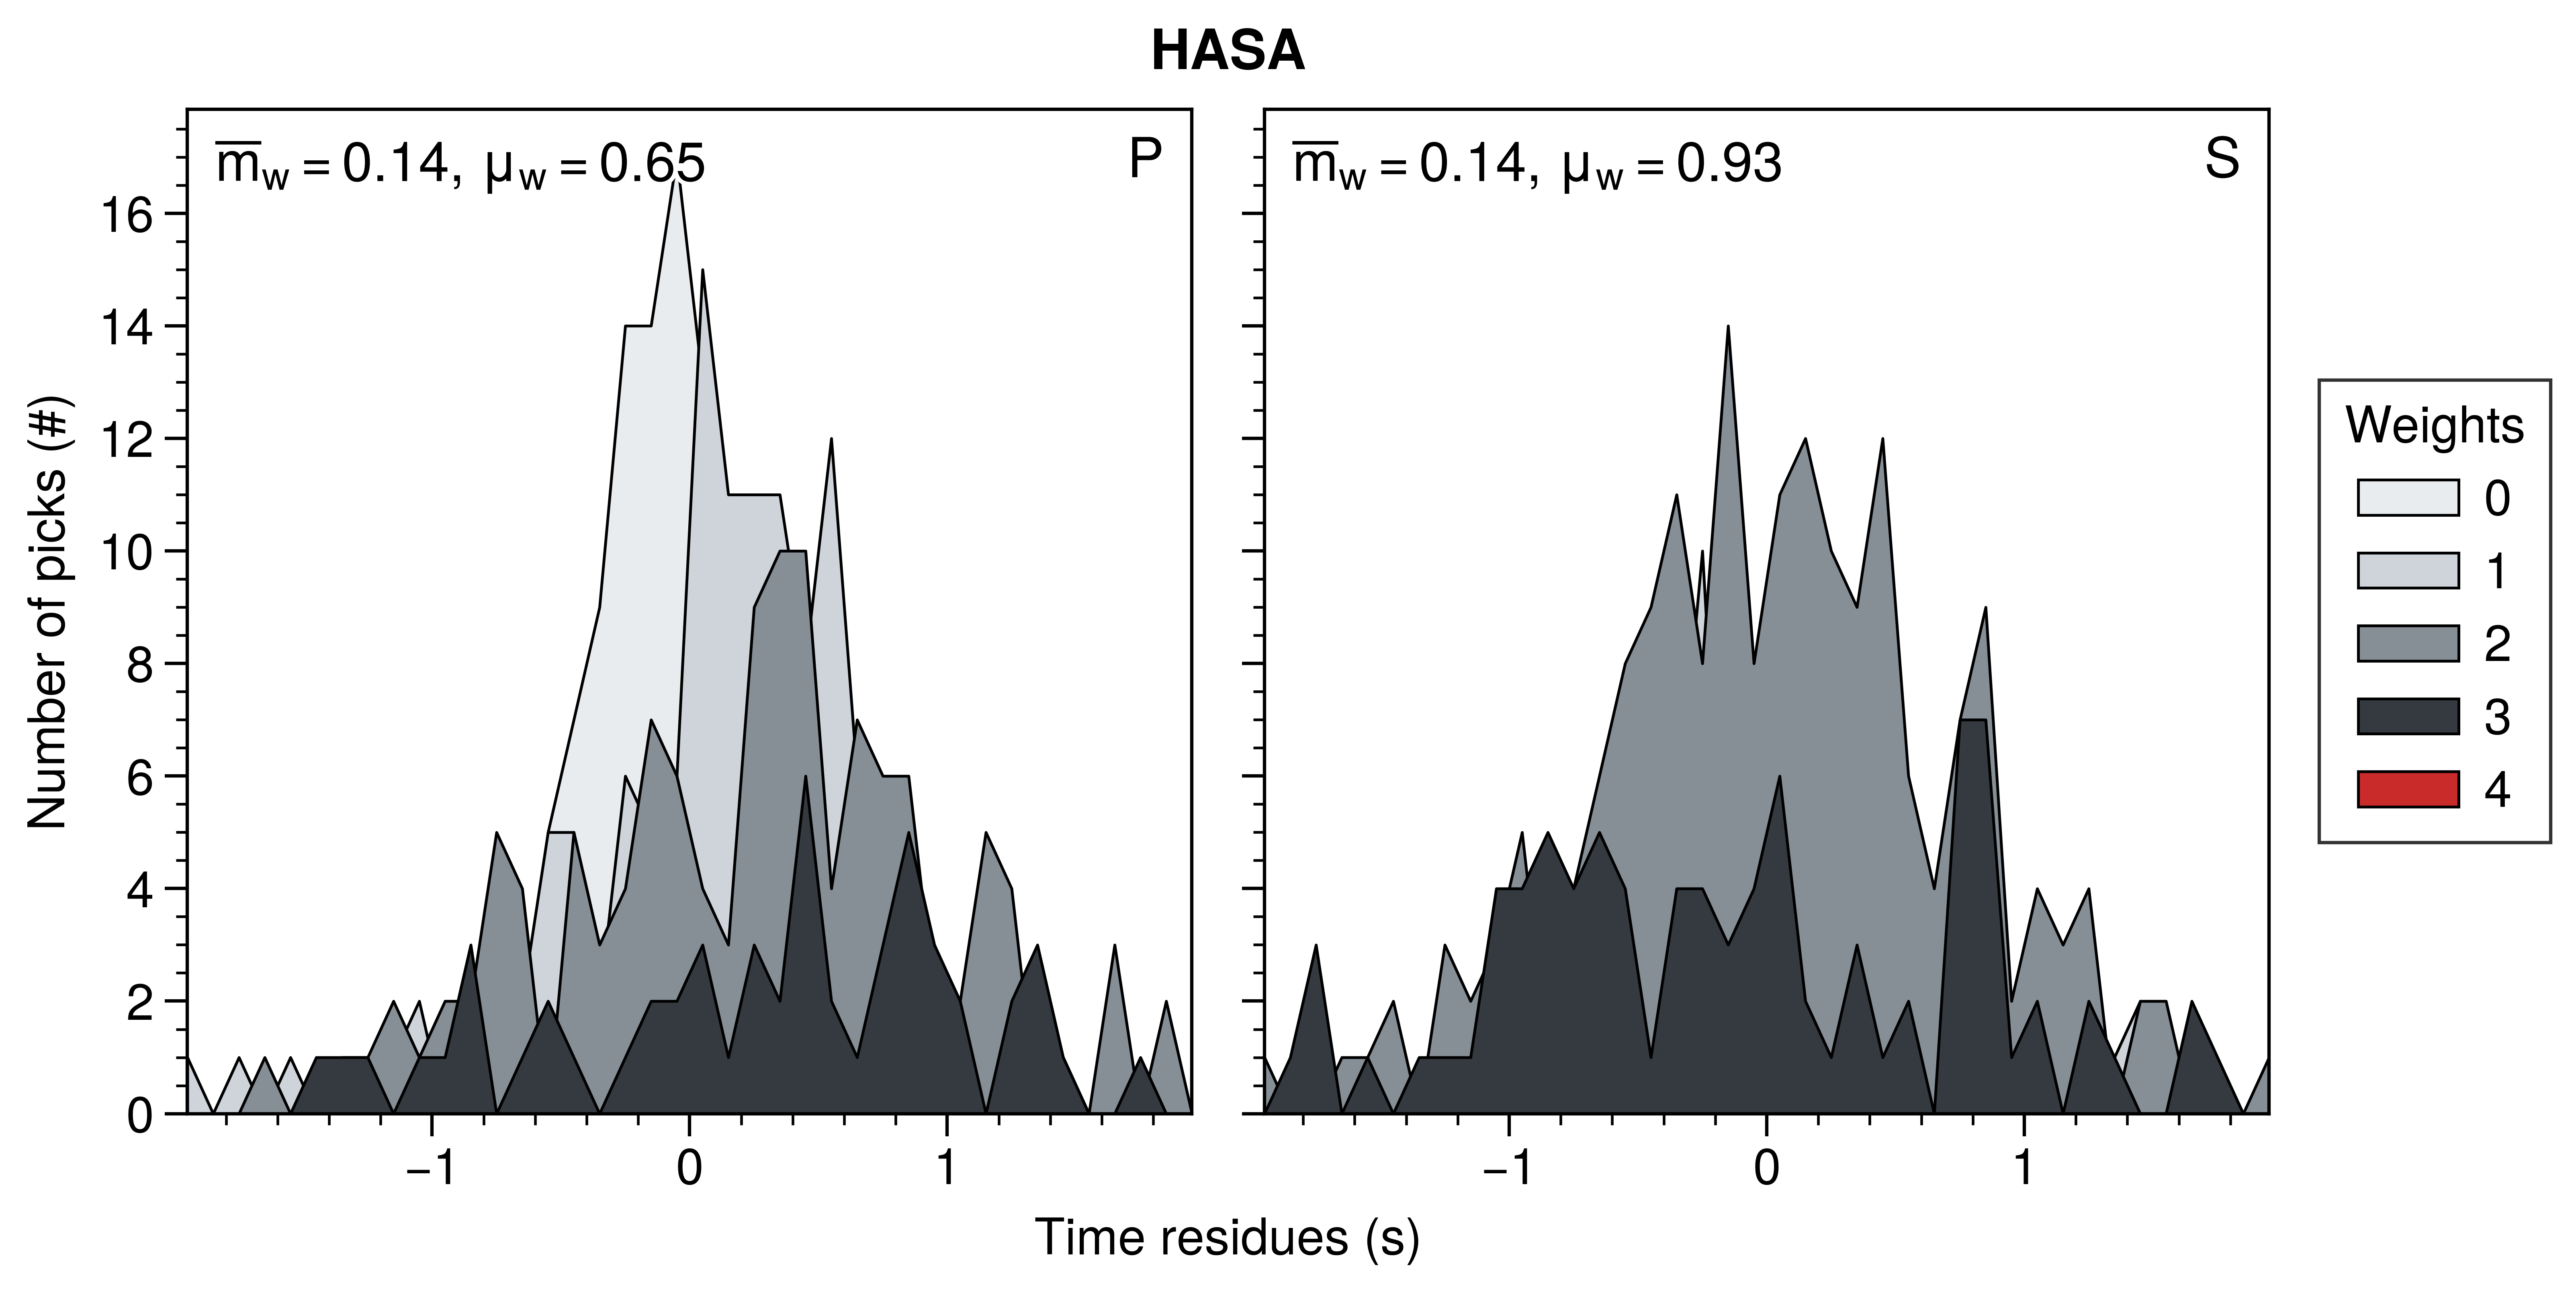 HASA
m̅w = 0.14, μw = 0.65
P
m̅w = 0.14, μw = 0.93
S
Number of picks (#)
16
14
12
10
8
6
4
2
0
−1 0 1
−1 0 1
Time residues (s)
Weights
0
1
2
3
4